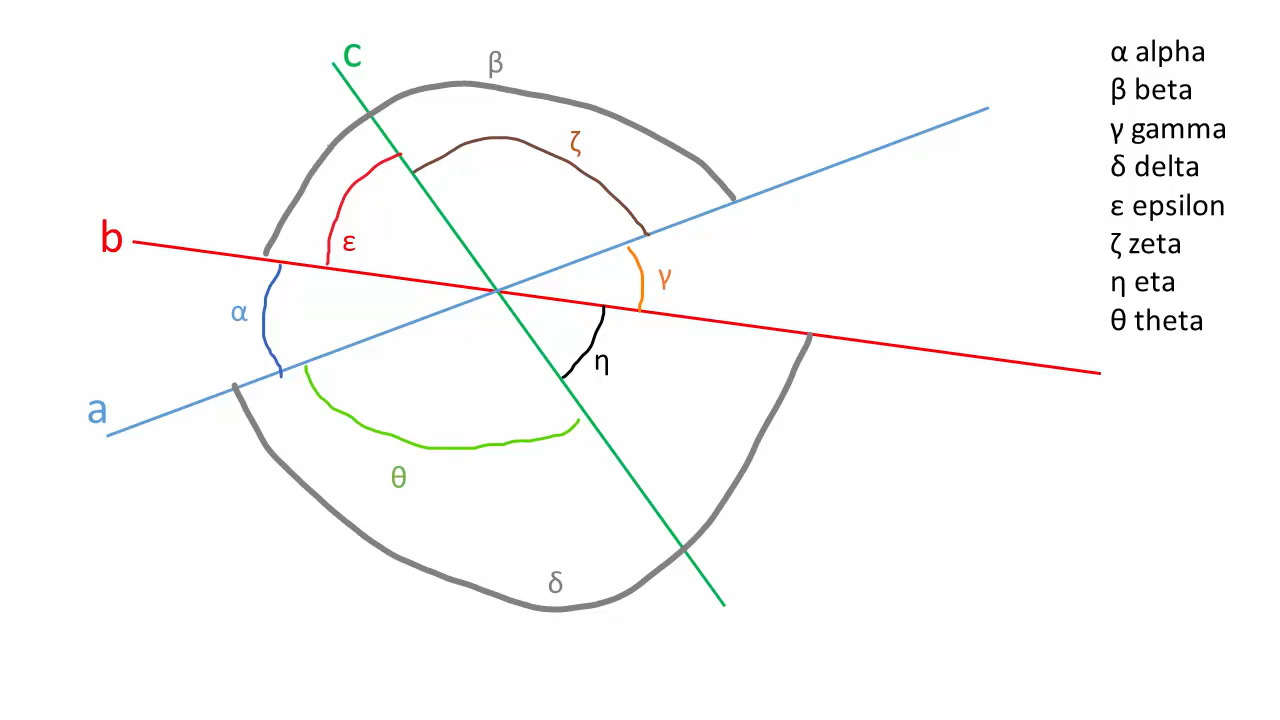 c
β
α alpha
β beta
γ gamma
δ delta
ε epsilon
ζ zeta
η eta
θ theta
ζ
b
ε
γ
α
η
a
θ
δ